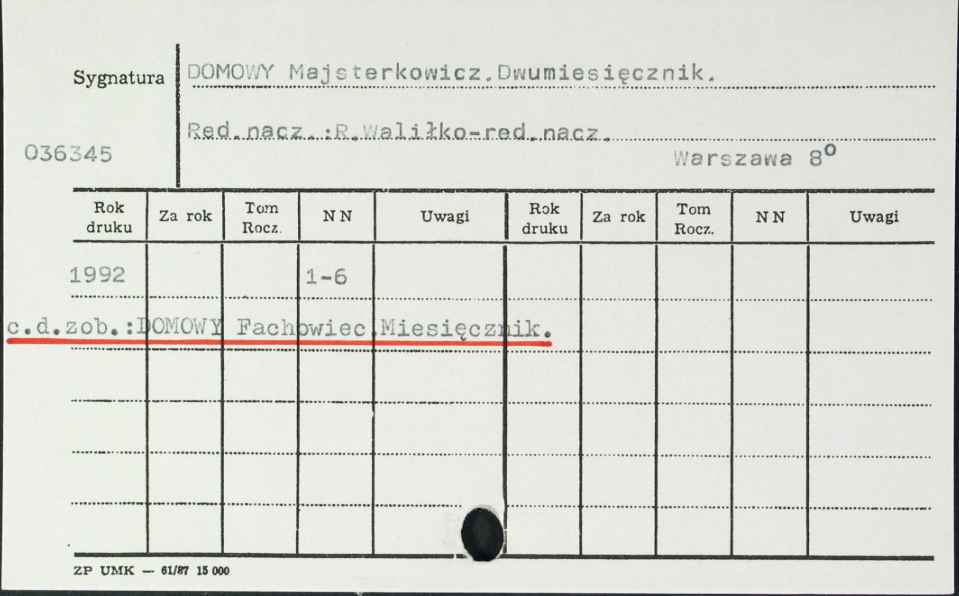 Sygnatura DOMOWY Majsterkowicz.Dwumiesięcznik.
Red.nacz.:R.Waliłko-red.nacz.
036345 Warszawa 8°
Rok druku Za rok Tom Rocz. NN Uwagi Rok druku Za rok Tom Rocz. NN Uwagi
1992 1-6
c.d.zob.:DOMOWY Fachowiec.Miesięcznik.
ZP UMK — 61/87 15 000